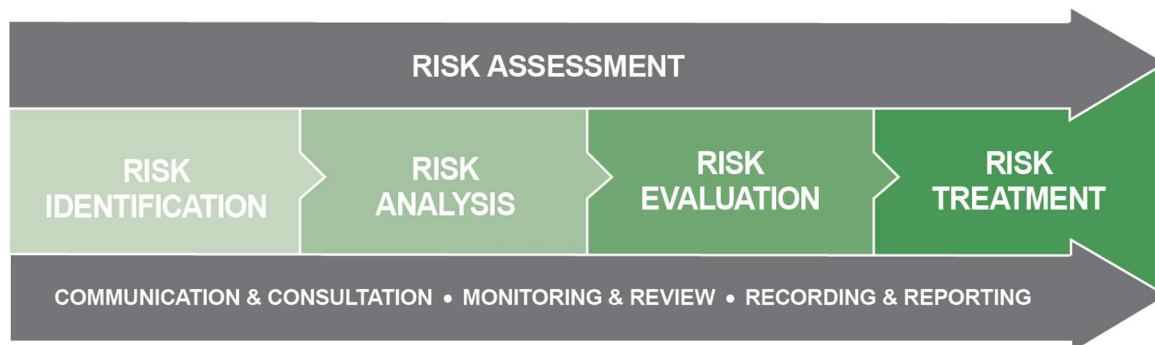 RISK ASSESSMENT
RISK
IDENTIFICATION
RISK
ANALYSIS
RISK
EVALUATION
RISK
TREATMENT
COMMUNICATION & CONSULTATION • MONITORING & REVIEW • RECORDING & REPORTING